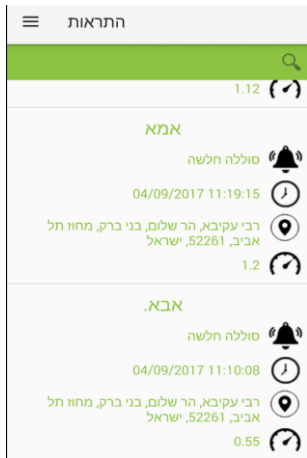 התראות
1.12
אמא
סוללה חלשה
04/09/2017 11:19:15
רבי עקיבא, הר שלום, בני ברק, מחוז תל
אביב, 52261, ישראל
1.2
אבא.
סוללה חלשה
04/09/2017 11:10:08
רבי עקיבא, הר שלום, בני ברק, מחוז תל
אביב, 52261, ישראל
0.55